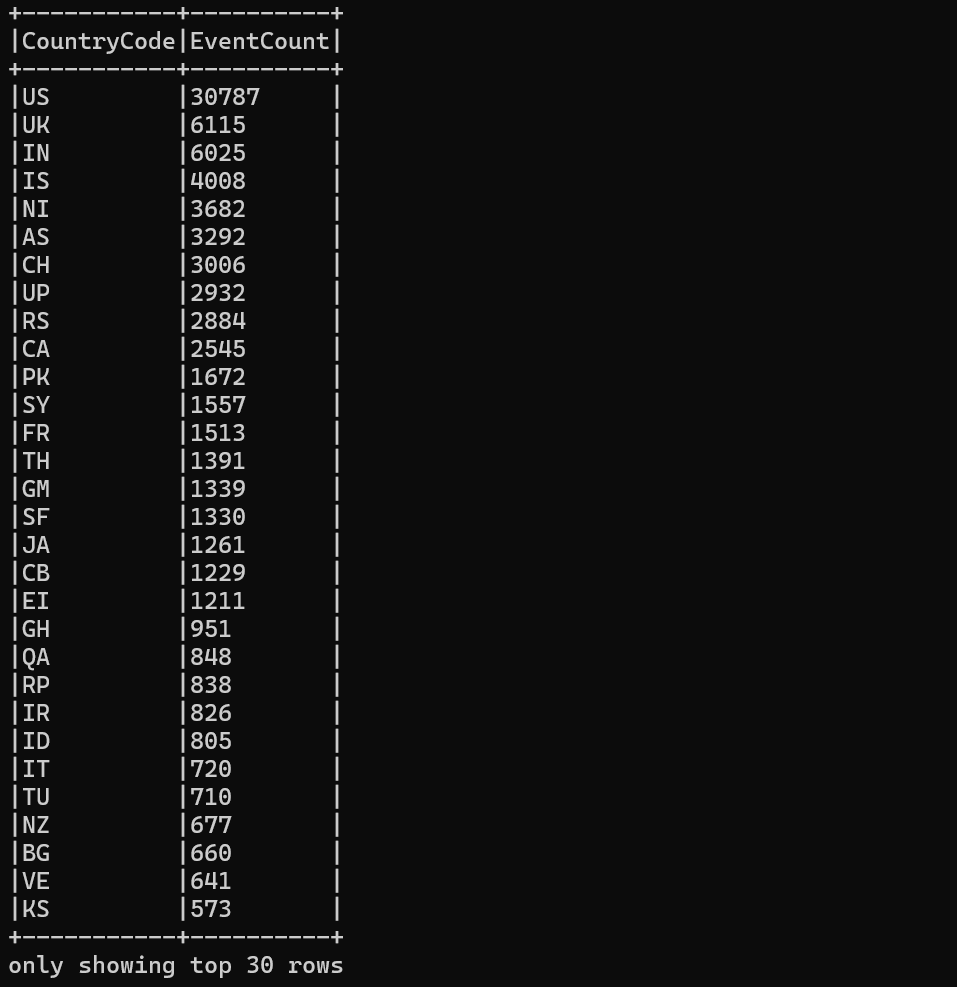 +-----------+----------+
|CountryCode|EventCount|
+-----------+----------+
|US         |30787     |
|UK         |6115      |
|IN         |6025      |
|IS         |4008      |
|NI         |3682      |
|AS         |3292      |
|CH         |3006      |
|UP         |2932      |
|RS         |2884      |
|CA         |2545      |
|PK         |1672      |
|SY         |1557      |
|FR         |1513      |
|TH         |1391      |
|GM         |1339      |
|SF         |1330      |
|JA         |1261      |
|CB         |1229      |
|EI         |1211      |
|GH         |951       |
|QA         |848       |
|RP         |838       |
|IR         |826       |
|ID         |805       |
|IT         |720       |
|TU         |710       |
|NZ         |677       |
|BG         |660       |
|VE         |641       |
|KS         |573       |
+-----------+----------+
only showing top 30 rows